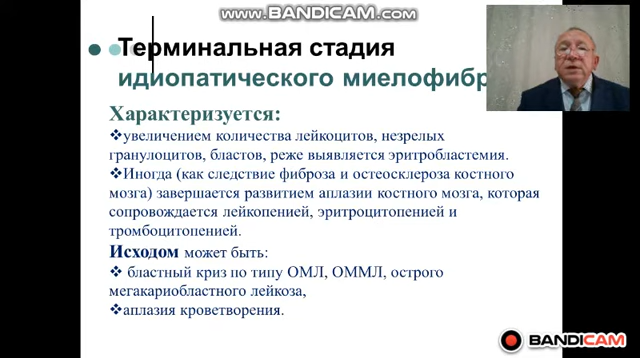 www.BANDICAM.com
Терминальная стадия
идиопатического миелофибр
Характеризуется:
увеличением количества лейкоцитов, незрелых
гранулоцитов, бластов, реже выявляется эритробластемия.
Иногда (как следствие фиброза и остеосклероза костного
мозга) завершается развитием аплазии костного мозга, которая
сопровождается лейкопенией, эритроцитопенией и
тромбоцитопенией.
Исходом может быть:
бластный криз по типу ОМЛ, ОММЛ, острого
мегакариобластного лейкоза,
аплазия кроветворения.
BANDICAM